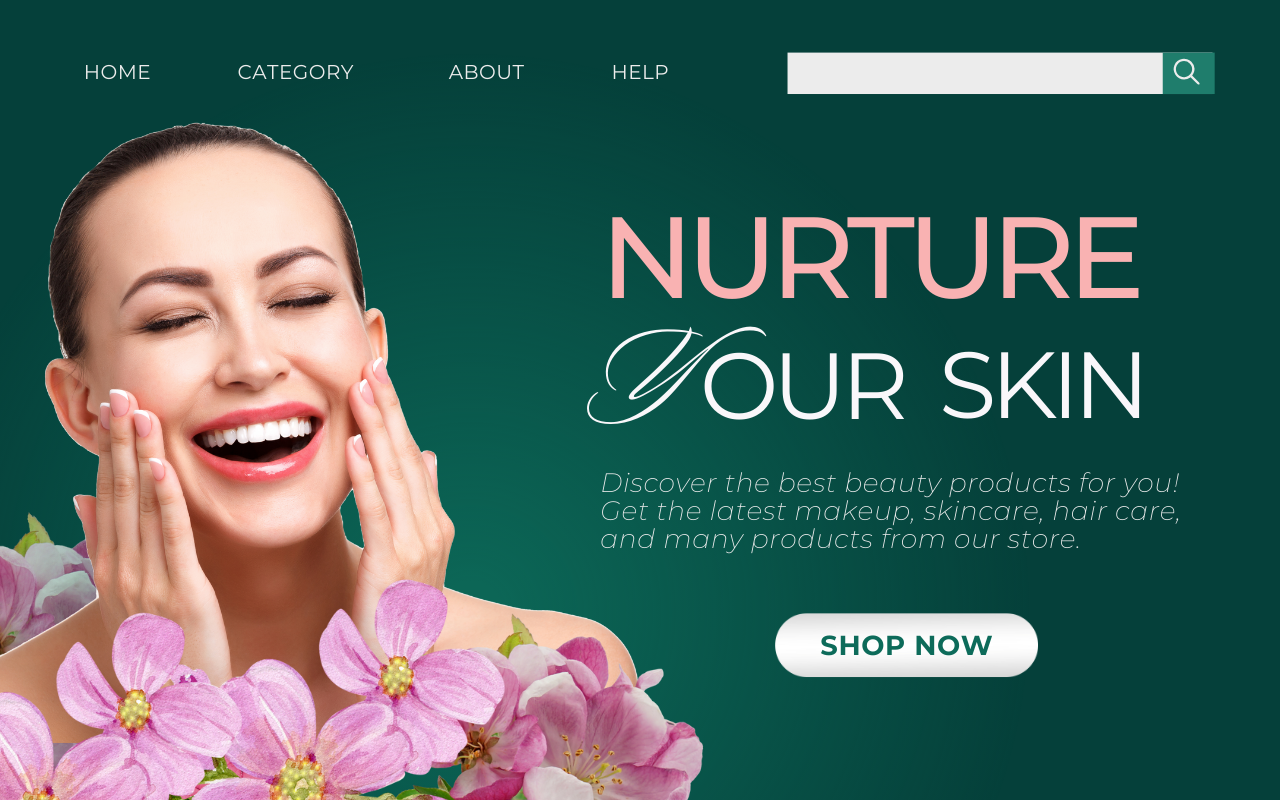 HOME CATEGORY ABOUT HELP
NURTURE
YOUR SKIN
Discover the best beauty products for you!
Get the latest makeup, skincare, hair care,
and many products from our store.
SHOP NOW